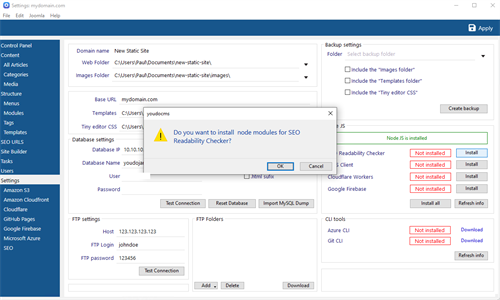 Settings: mydomain.com
File Edit Joomla Help
Apply
Control Panel
Content
All Articles
Categories
Media
Structure
Menus
Modules
Tags
Templates
SEO URLS
Site Builder
Tasks
Users
Settings
Amazon S3
Amazon Cloudfront
Cloudflare
GitHub Pages
Google Firebase
Microsoft Azure
SEO
Domain name New Static Site
Web Folder C:\Users\Paul\Documents\new-static-site\
Images Folder C:\Users\Paul\Documents\new-static-site\images\
Base URL mydomain.com
Templates C:\Users\
Tiny editor CSS C:\Users\
Database settings
Database IP 10.10.10
Database Name youdoja
User
Password
Html suffix
Test Connection Reset Database Import MySQL Dump
FTP settings
Host 123.123.123.123
FTP Login johndoe
FTP password 123456
Test Connection
FTP Folders
Add Delete Download
Backup settings
Folder Select backup folder
Include the "Images folder"
Include the "Templates folder"
Include the "Tiny editor CSS"
Create backup
JS
Node JS is installed
Readability Checker Not installed Install
Client Not installed Install
Cloudflare Workers Not installed Install
Google Firebase Not installed Install
Install all Refresh info
CLI tools
Azure CLI Not installed Download
Git CLI Not installed Download
Refresh info
youdocms
Do you want to install node modules for SEO
Readability Checker?
OK Cancel